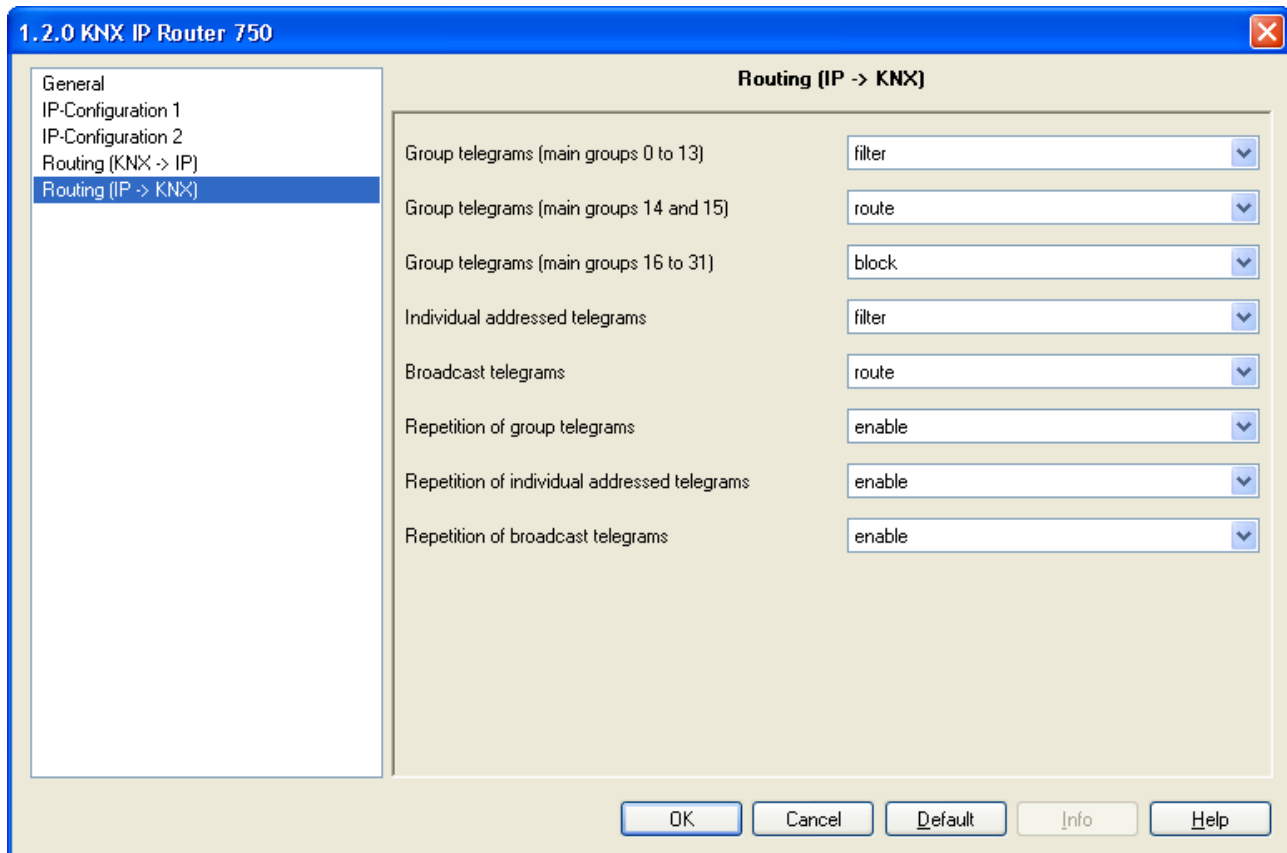 1.2.0 KNX IP Router 750
General
IP-Configuration 1
IP-Configuration 2
Routing (KNX -> IP)
Routing (IP -> KNX)
Routing (IP -> KNX)
Group telegrams (main groups 0 to 13) filter
Group telegrams (main groups 14 and 15) route
Group telegrams (main groups 16 to 31) block
Individual addressed telegrams filter
Broadcast telegrams route
Repetition of group telegrams enable
Repetition of individual addressed telegrams enable
Repetition of broadcast telegrams enable
OK Cancel Default Info Help